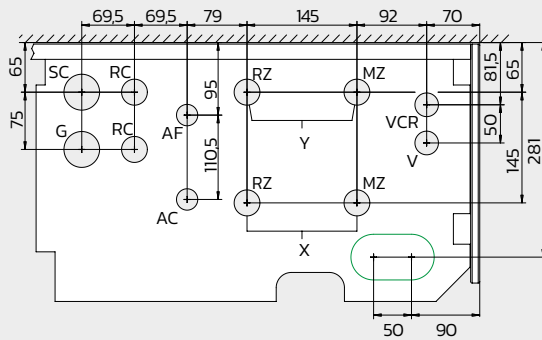 69,5 69,5 79 145 92 70
65 SC RC 95 RZ MZ 81,5 65
AF VCR
75 G RC Y V 50 281
110,5 145
AC RZ MZ
X
50 90